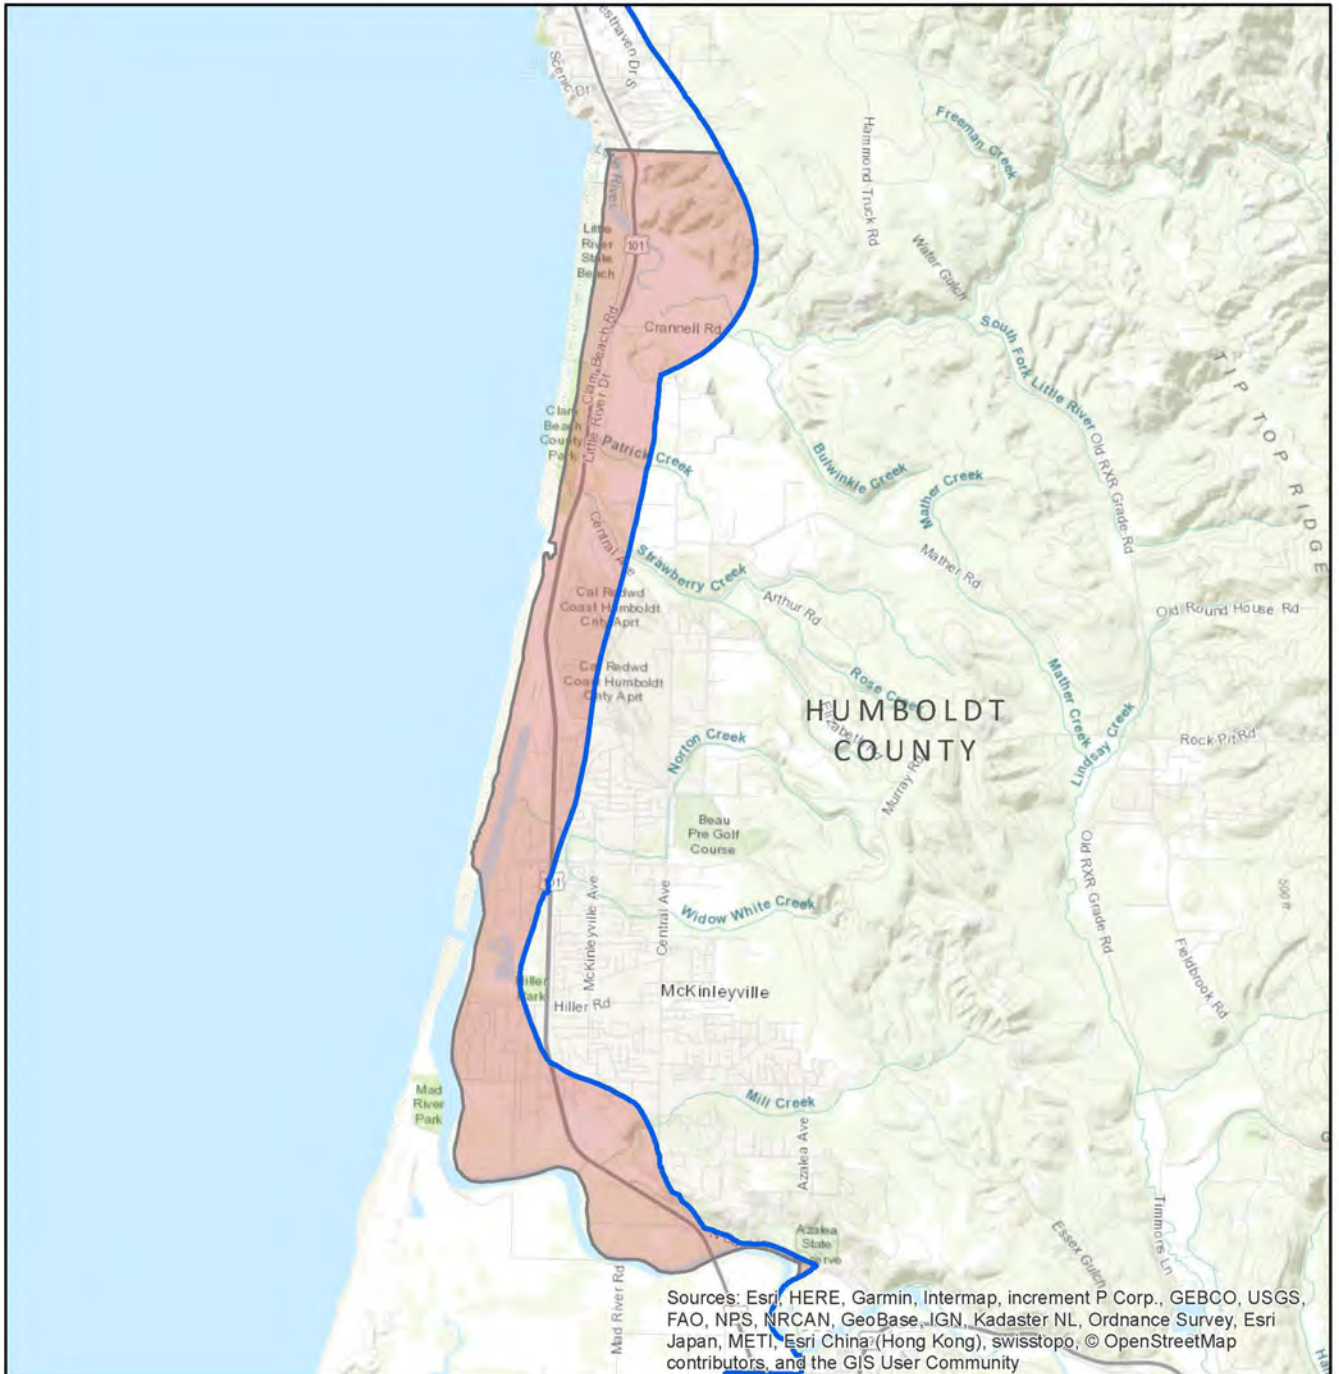 Westhaven Dr S
Scenic Dr
Little River
Hammond Truck Rd
Freeman Creek
Little
River
State
Beach
101
Water Gulch
Crannell Rd
South Fork Little River
TIP TOP RIDGE
Clam Beach Rd
Little River Dr
Clam
Beach
County
Park
Patrick Creek
Bulwinkle Creek
Mather Creek
Old RXR Grade Rd
Central Ave
Strawberry Creek
Mather Rd
Cal Redwd
Coast Humboldt
Cnty Aprt
Arthur Rd
Old Round House Rd
Cal Redwd
Coast Humboldt
Cnty Aprt
Rose Creek
Mather Creek
HUMBOLDT
COUNTY
Elizabeth Rd
Norton Creek
Murray Rd
Lindsay Creek
Rock Pit Rd
Beau
Pre Golf
Course
Old RXR Grade Rd
101
McKinleyville Ave
Central Ave
Widow White Creek
500 ft
Fieldbrook Rd
Hiller
Park
Hiller Rd
McKinleyville
Mad
River
Park
Mill Creek
Azalea Ave
Timmons Ln
Azalea
State
Reserve
Essex Gulch
Mad River Rd
Sources: Esri, HERE, Garmin, Intermap, increment P Corp., GEBCO, USGS,
FAO, NPS, NRCAN, GeoBase, IGN, Kadaster NL, Ordnance Survey, Esri
Japan, METI, Esri China (Hong Kong), swisstopo, © OpenStreetMap
contributors, and the GIS User Community